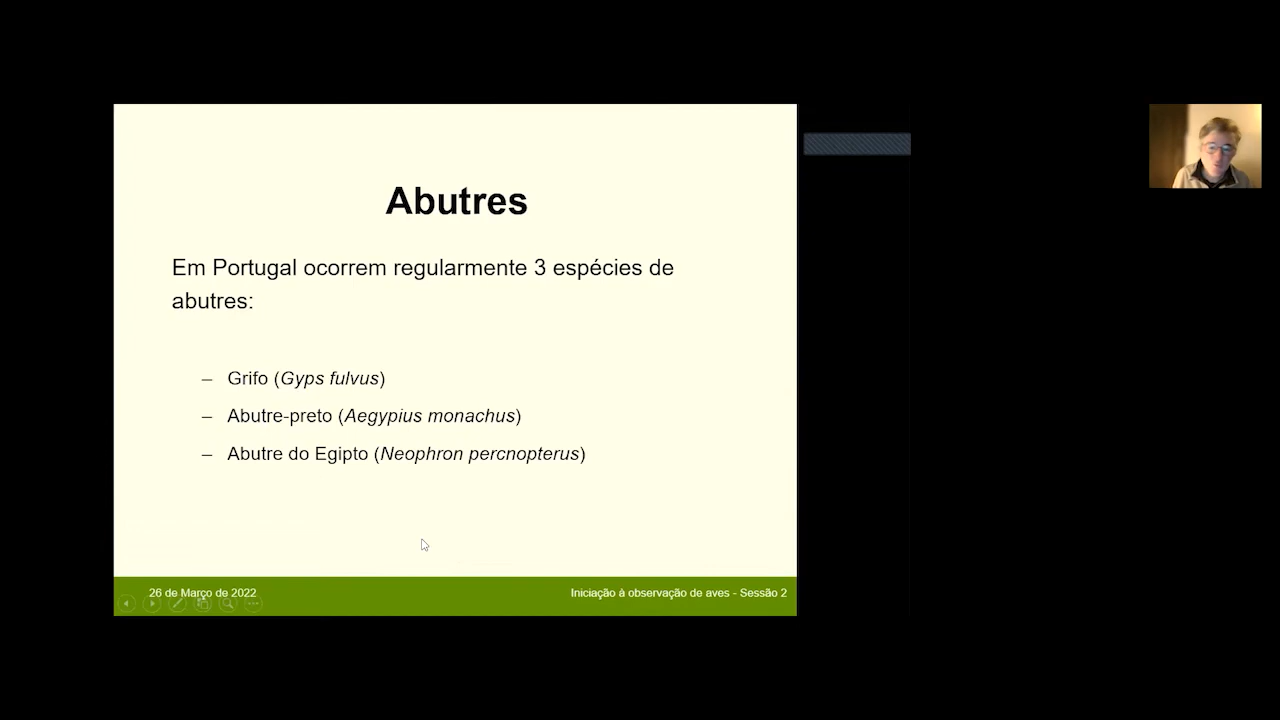 Abutres
Em Portugal ocorrem regularmente 3 espécies de
abutres:
– Grifo (Gyps fulvus)
– Abutre-preto (Aegypius monachus)
– Abutre do Egipto (Neophron percnopterus)
26 de Março de 2022
Iniciação à observação de aves - Sessão 2